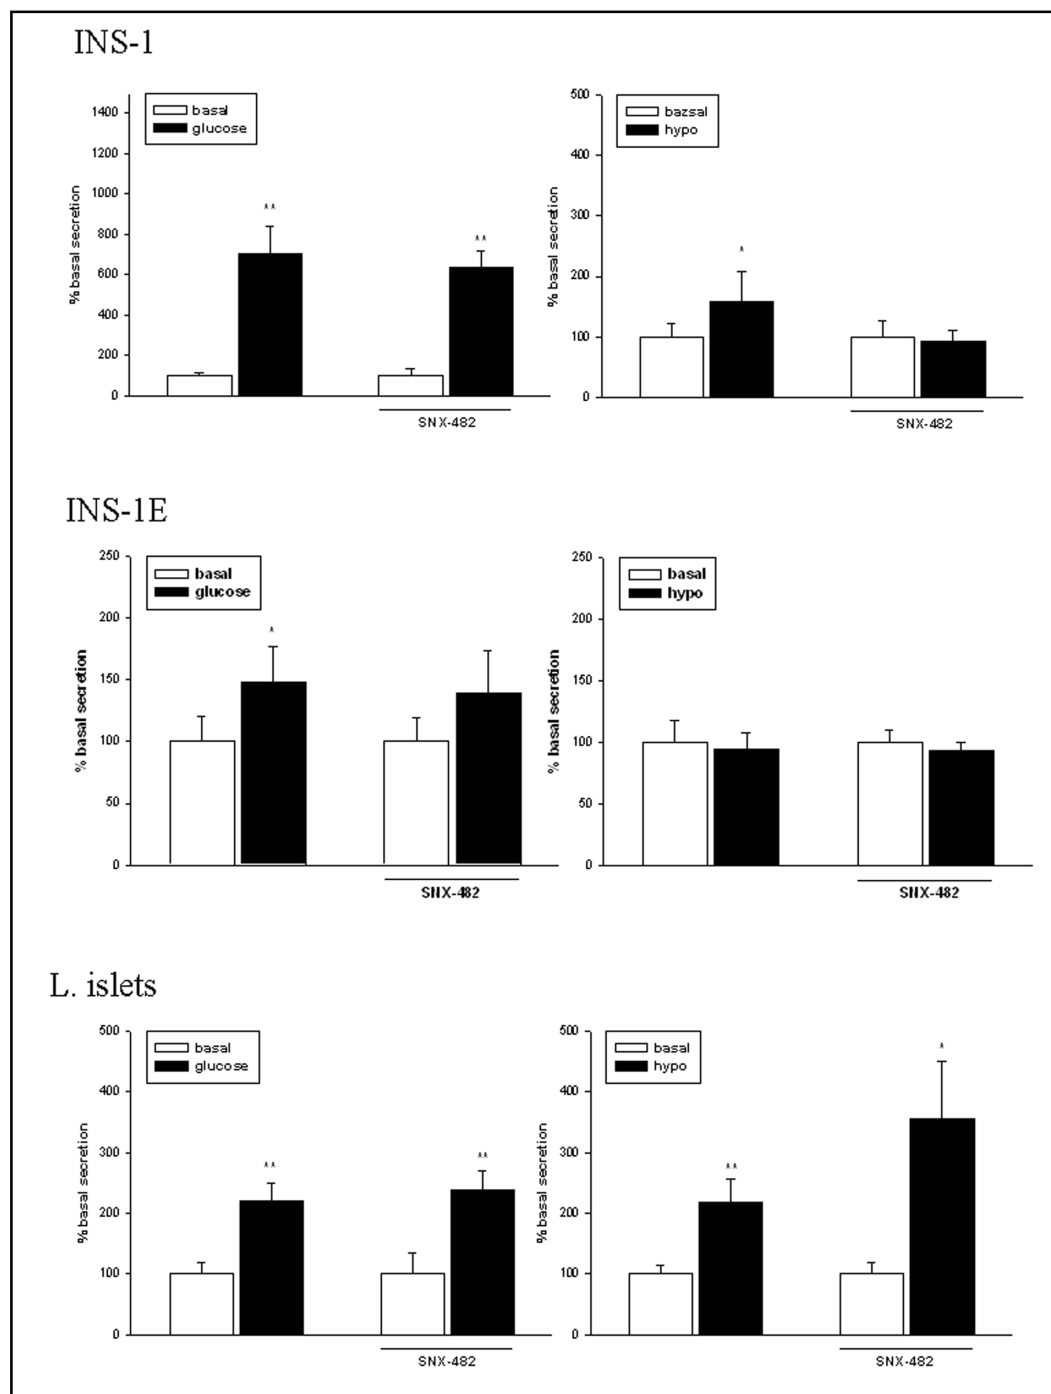 INS-1
basal
glucose
% basal secretion
1400
1200
1000
800
600
400
200
0
**
**
SNX-482
bazsal
hypo
% basal secretion
500
400
300
200
100
0
*
SNX-482
INS-1E
basal
glucose
% basal secretion
250
200
150
100
50
0
*
SNX-482
basal
hypo
% basal secretion
250
200
150
100
50
0
SNX-482
L. islets
basal
glucose
% basal secretion
500
400
300
200
100
0
**
**
SNX-482
basal
hypo
% basal secretion
500
400
300
200
100
0
**
*
SNX-482